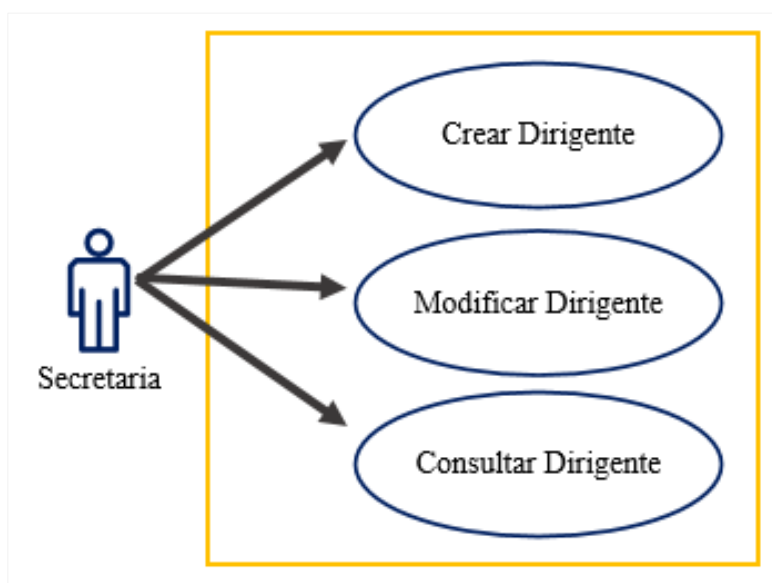 Crear Dirigente
Modificar Dirigente
Secretaria
Consultar Dirigente